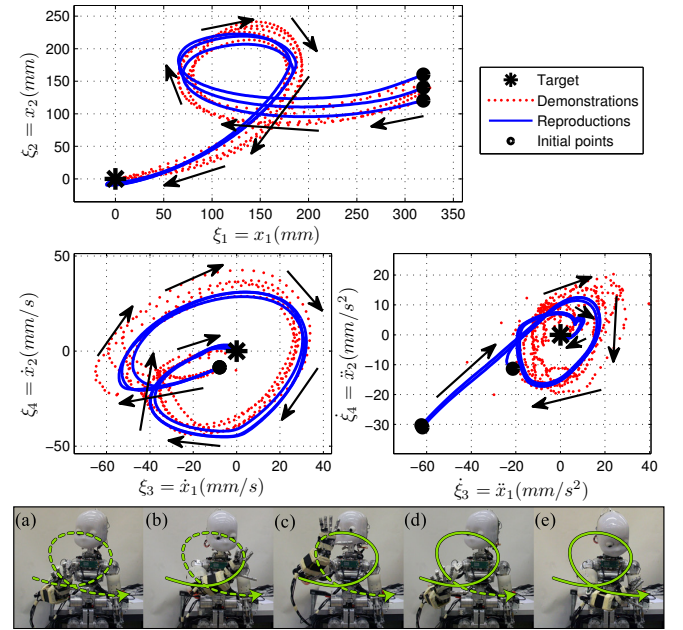 250
200
150
100
50
0
ξ₂ = x₂(mm)
0 50 100 150 200 250 300 350
ξ₁ = x₁(mm)
Target
Demonstrations
Reproductions
Initial points
50
0
−50
ξ₄ = ẋ₂(mm/s)
−60 −40 −20 0 20 40
ξ₃ = ẋ₁(mm/s)
20
10
0
−10
−20
−30
ξ̇₄ = ẍ₂(mm/s²)
−60 −40 −20 0 20 40
ξ̇₃ = ẍ₁(mm/s²)
(a) (b) (c) (d) (e)